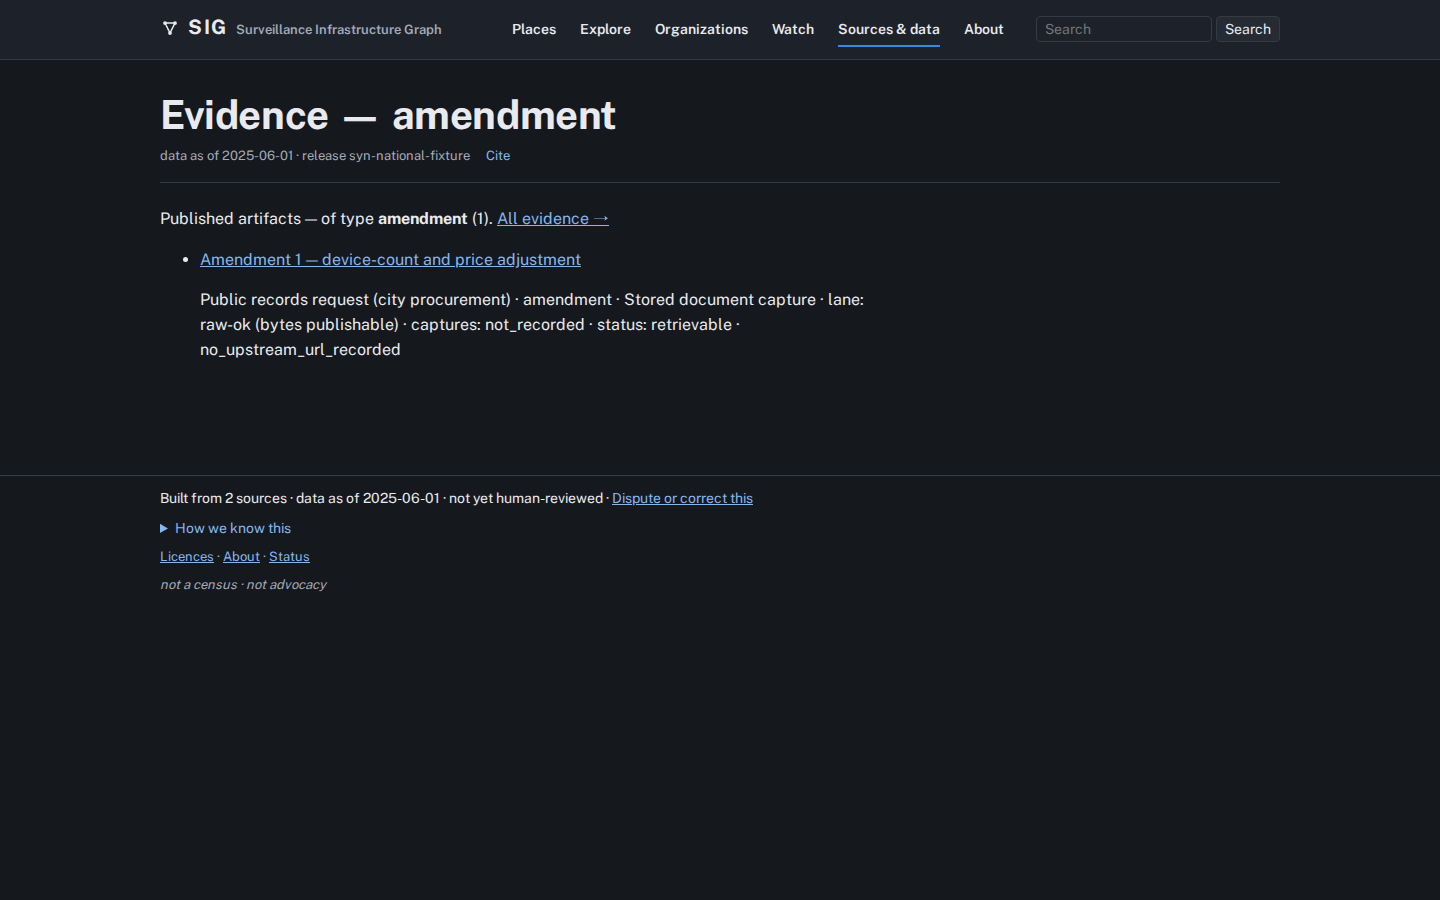 SIG Surveillance Infrastructure Graph Places Explore Organizations Watch Sources & data About Search Search
Evidence — amendment
data as of 2025-06-01 · release syn-national-fixture Cite
Published artifacts — of type amendment (1). All evidence →
• Amendment 1 — device-count and price adjustment
Public records request (city procurement) · amendment · Stored document capture · lane:
raw-ok (bytes publishable) · captures: not_recorded · status: retrievable ·
no_upstream_url_recorded
Built from 2 sources · data as of 2025-06-01 · not yet human-reviewed · Dispute or correct this
▶ How we know this
Licences · About · Status
not a census · not advocacy